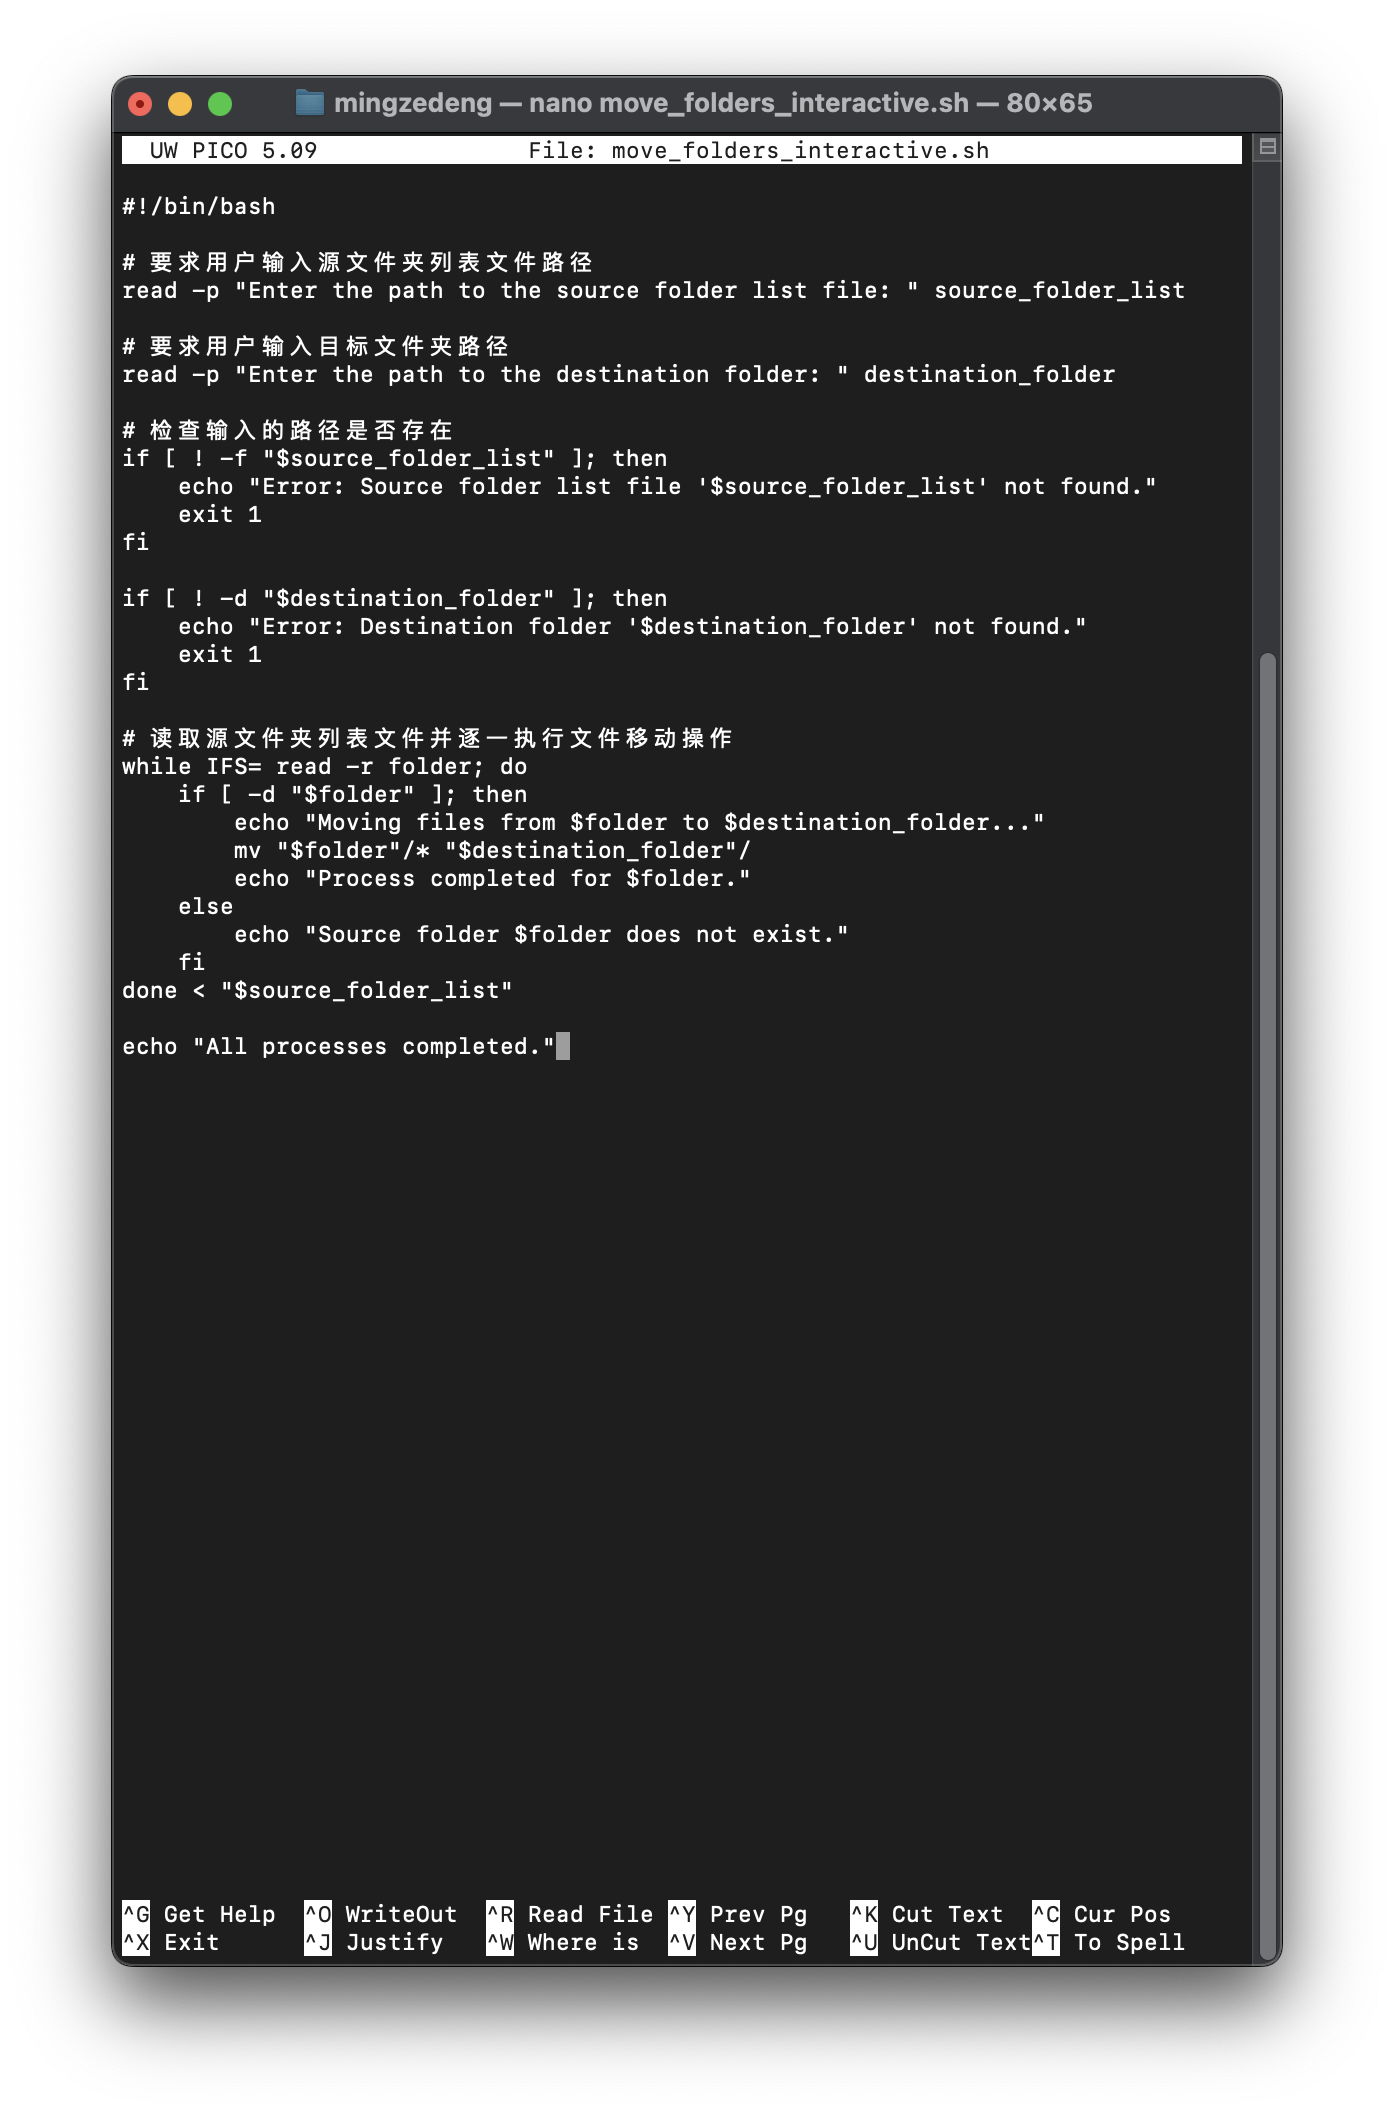 mingzedeng — nano move_folders_interactive.sh — 80×65
UW PICO 5.09 File: move_folders_interactive.sh
#!/bin/bash
# 要求用户输入源文件夹列表文件路径
read -p "Enter the path to the source folder list file: " source_folder_list
# 要求用户输入目标文件夹路径
read -p "Enter the path to the destination folder: " destination_folder
# 检查输入的路径是否存在
if [ ! -f "$source_folder_list" ]; then
    echo "Error: Source folder list file '$source_folder_list' not found."
    exit 1
fi
if [ ! -d "$destination_folder" ]; then
    echo "Error: Destination folder '$destination_folder' not found."
    exit 1
fi
# 读取源文件夹列表文件并逐一执行文件移动操作
while IFS= read -r folder; do
    if [ -d "$folder" ]; then
        echo "Moving files from $folder to $destination_folder..."
        mv "$folder"/* "$destination_folder"/
        echo "Process completed for $folder."
    else
        echo "Source folder $folder does not exist."
    fi
done < "$source_folder_list"
echo "All processes completed."
^G Get Help ^O WriteOut ^R Read File ^Y Prev Pg ^K Cut Text ^C Cur Pos
^X Exit ^J Justify ^W Where is ^V Next Pg ^U UnCut Text ^T To Spell